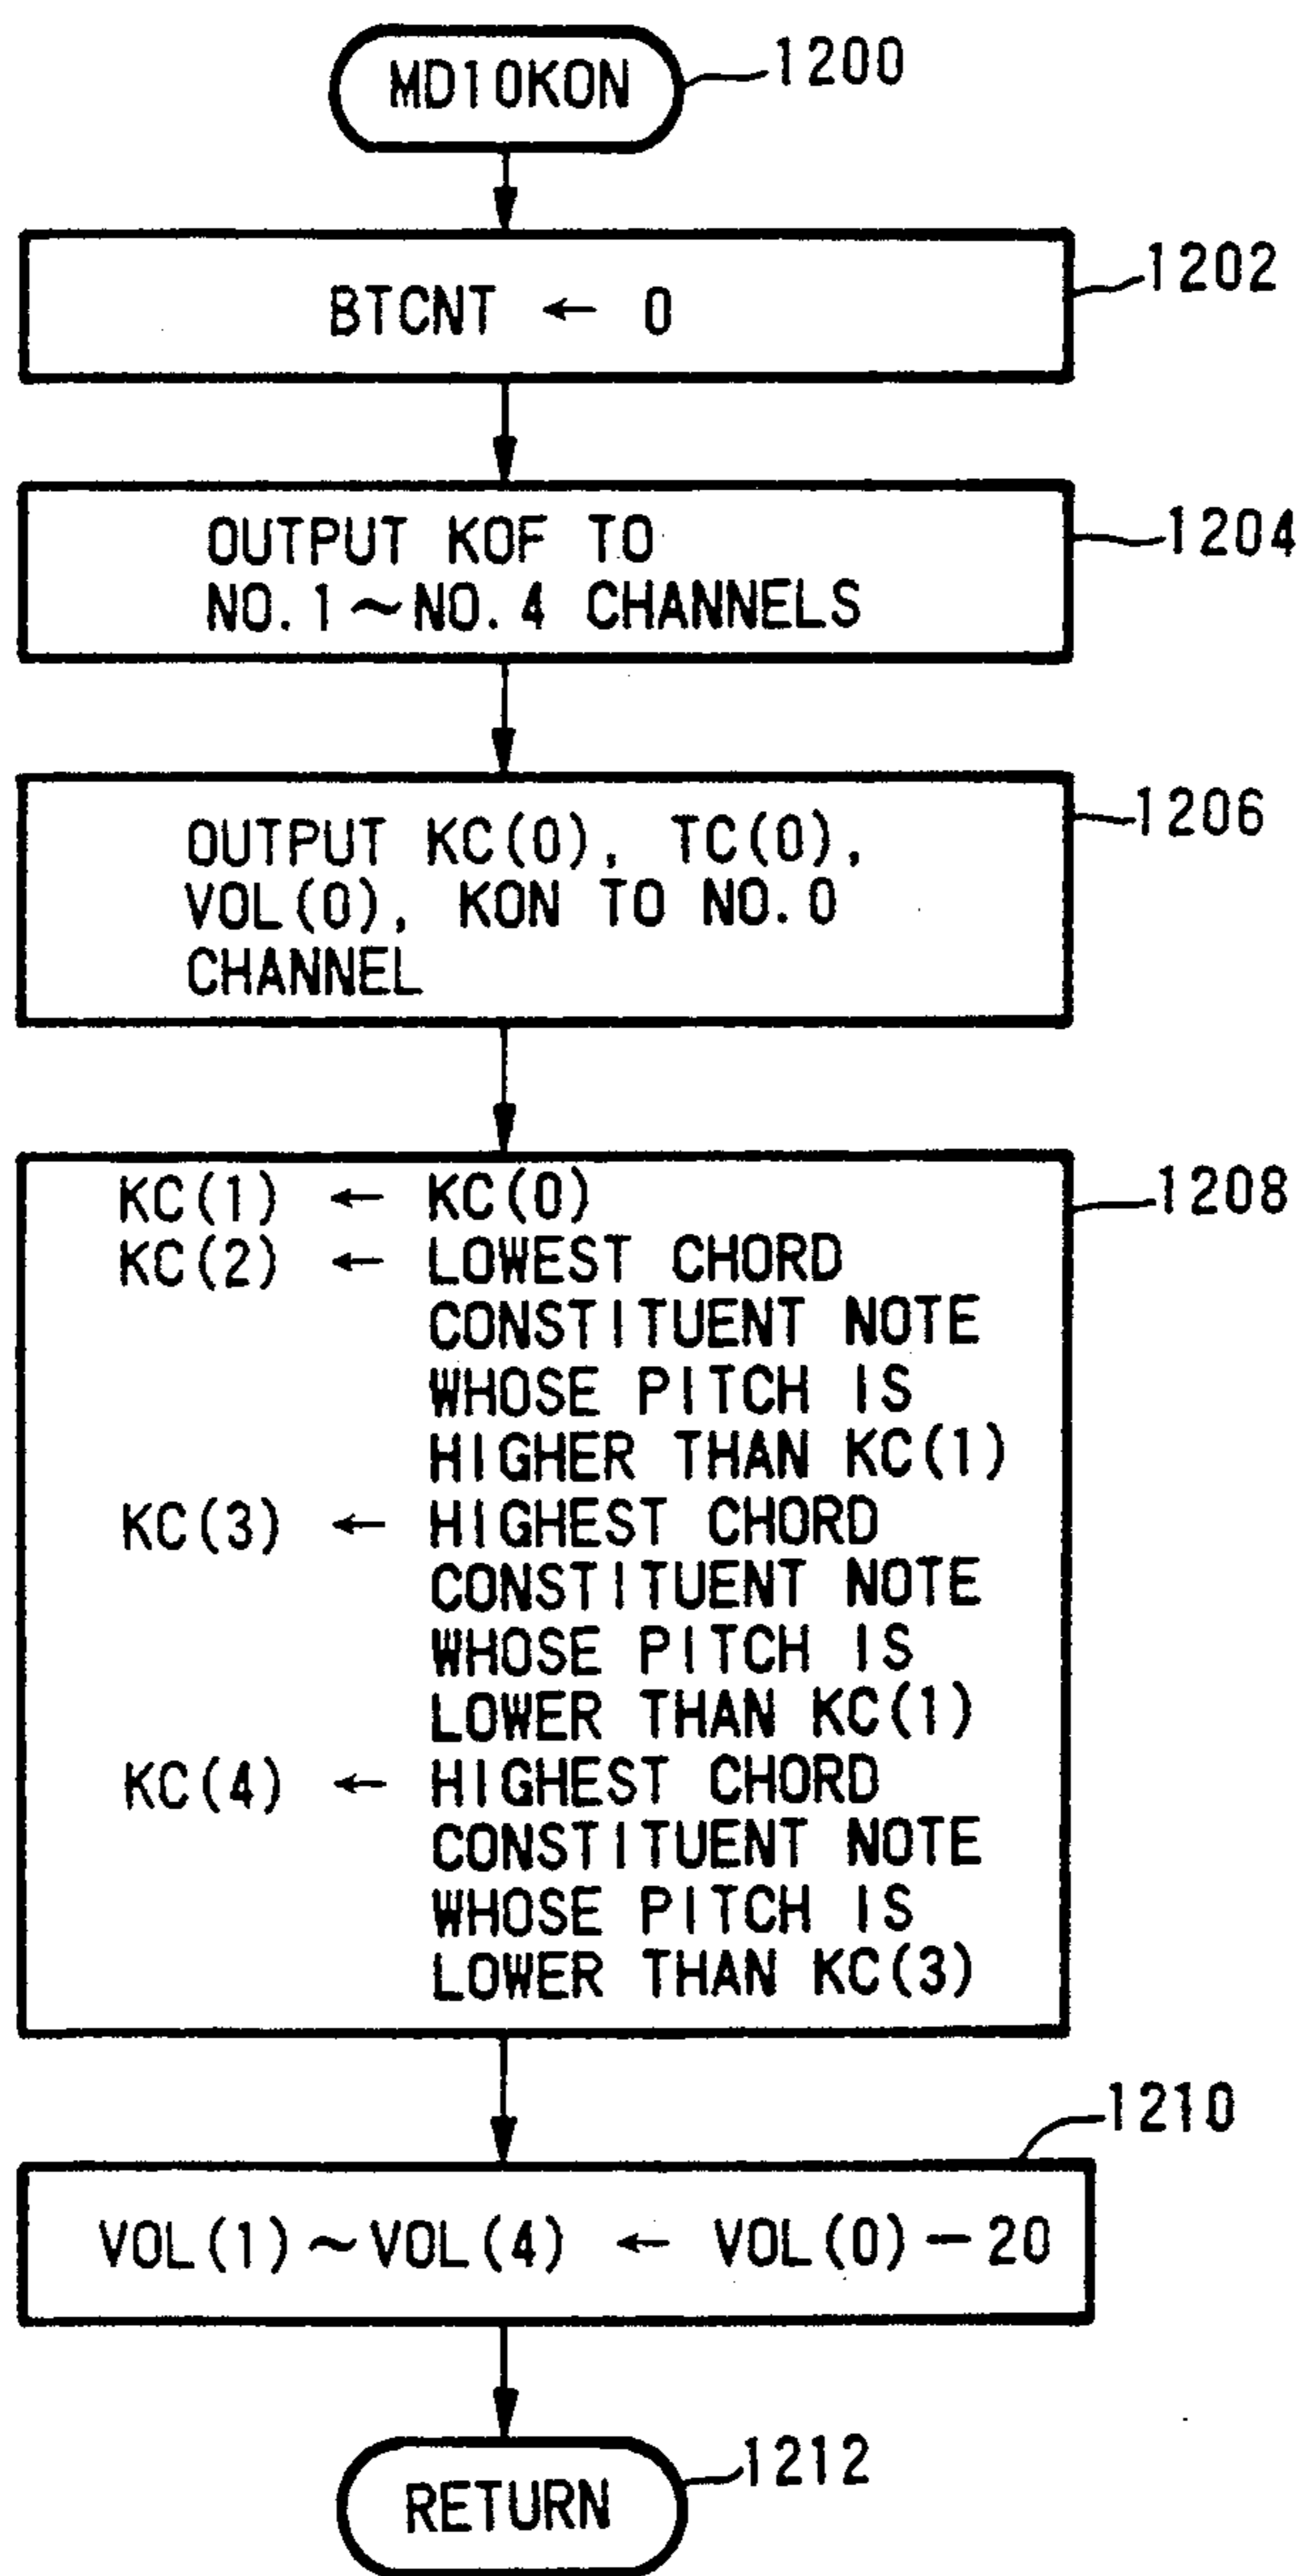 MD10KON
1200
BTCNT ← 0
1202
OUTPUT KOF TO
NO.1~NO.4 CHANNELS
1204
OUTPUT KC(0), TC(0),
VOL(0), KON TO NO.0
CHANNEL
1206
KC(1) ← KC(0)
KC(2) ← LOWEST CHORD
CONSTITUENT NOTE
WHOSE PITCH IS
HIGHER THAN KC(1)
KC(3) ← HIGHEST CHORD
CONSTITUENT NOTE
WHOSE PITCH IS
LOWER THAN KC(1)
KC(4) ← HIGHEST CHORD
CONSTITUENT NOTE
WHOSE PITCH IS
LOWER THAN KC(3)
1208
1210
VOL(1)~VOL(4) ← VOL(0)-20
RETURN
1212